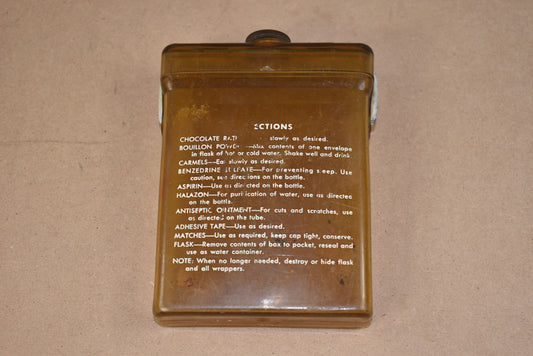 ECTIONS
CHOCOLATE slowly as desired.
BOUILLON contents of one envelope
in flask of hot or cold water. Shake well and drink.
CARMELS—Eat slowly as desired.
BENZEDRINE SULFATE—For preventing sleep. Use
caution, see directions on the bottle.
ASPIRIN—Use as directed on the bottle.
HALAZON—For purification of water, use as directed
on the bottle.
ANTISEPTIC OINTMENT—For cuts and scratches, use
as directed on the tube.
ADHESIVE TAPE—Use as desired.
MATCHES—Use as required, keep cap tight, conserve.
FLASK—Remove contents of box to pocket, reseal and
use as water container.
NOTE: When no longer needed, destroy or hide flask
and all wrappers.